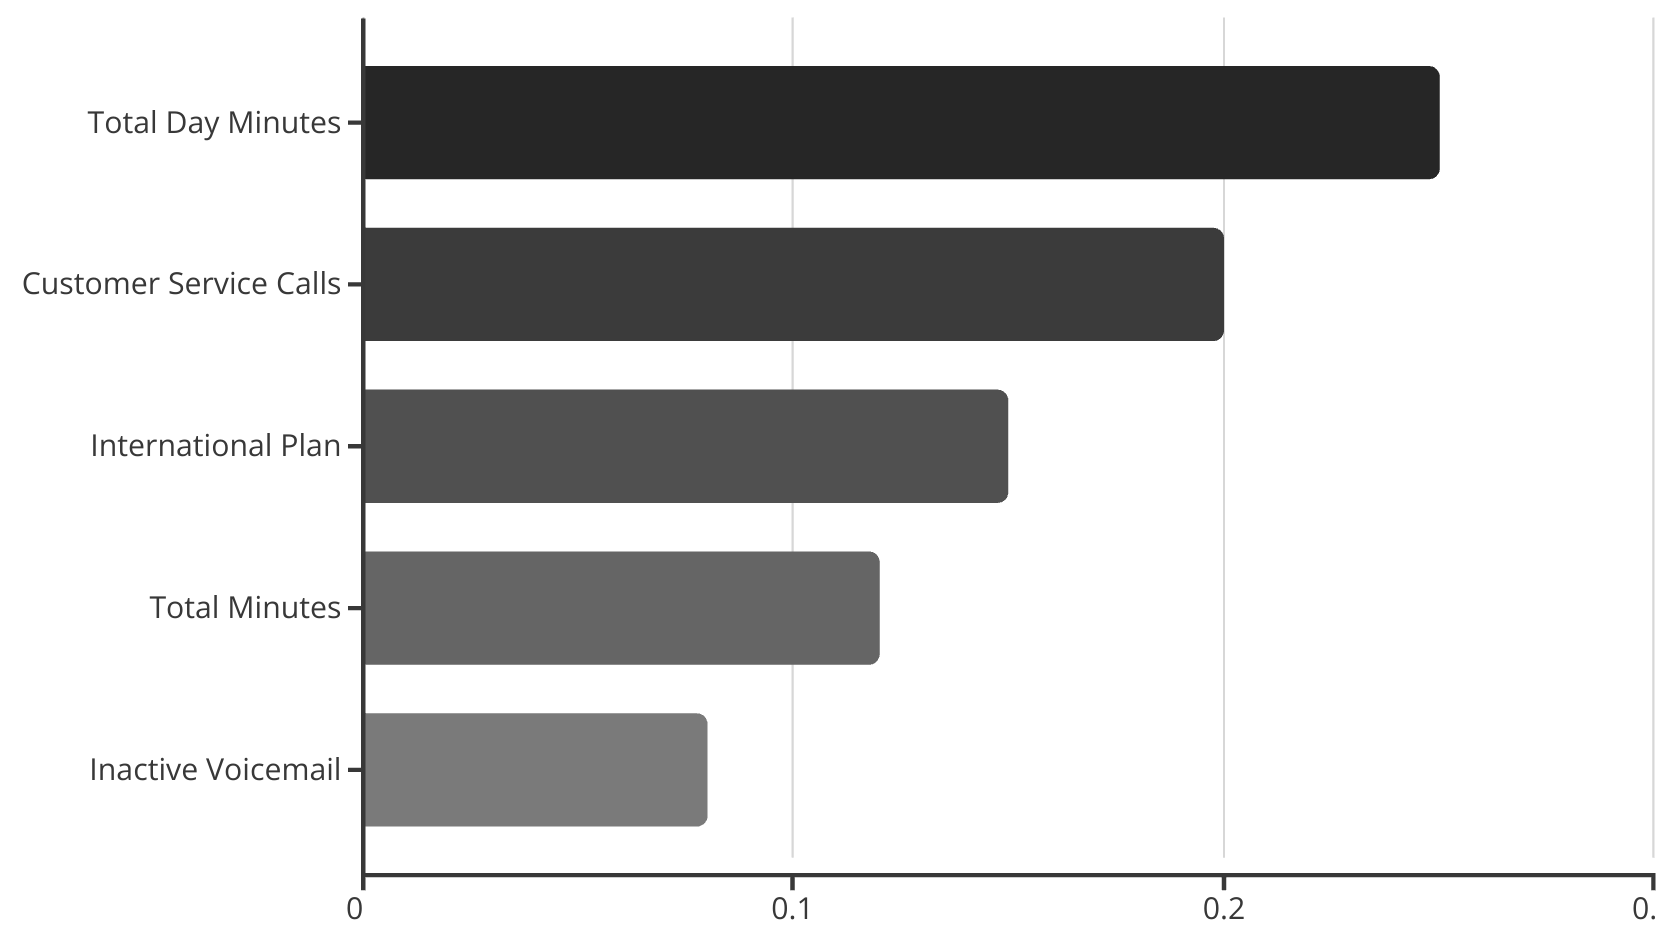 Total Day Minutes
Customer Service Calls
International Plan
Total Minutes
Inactive Voicemail
0 0.1 0.2 0.